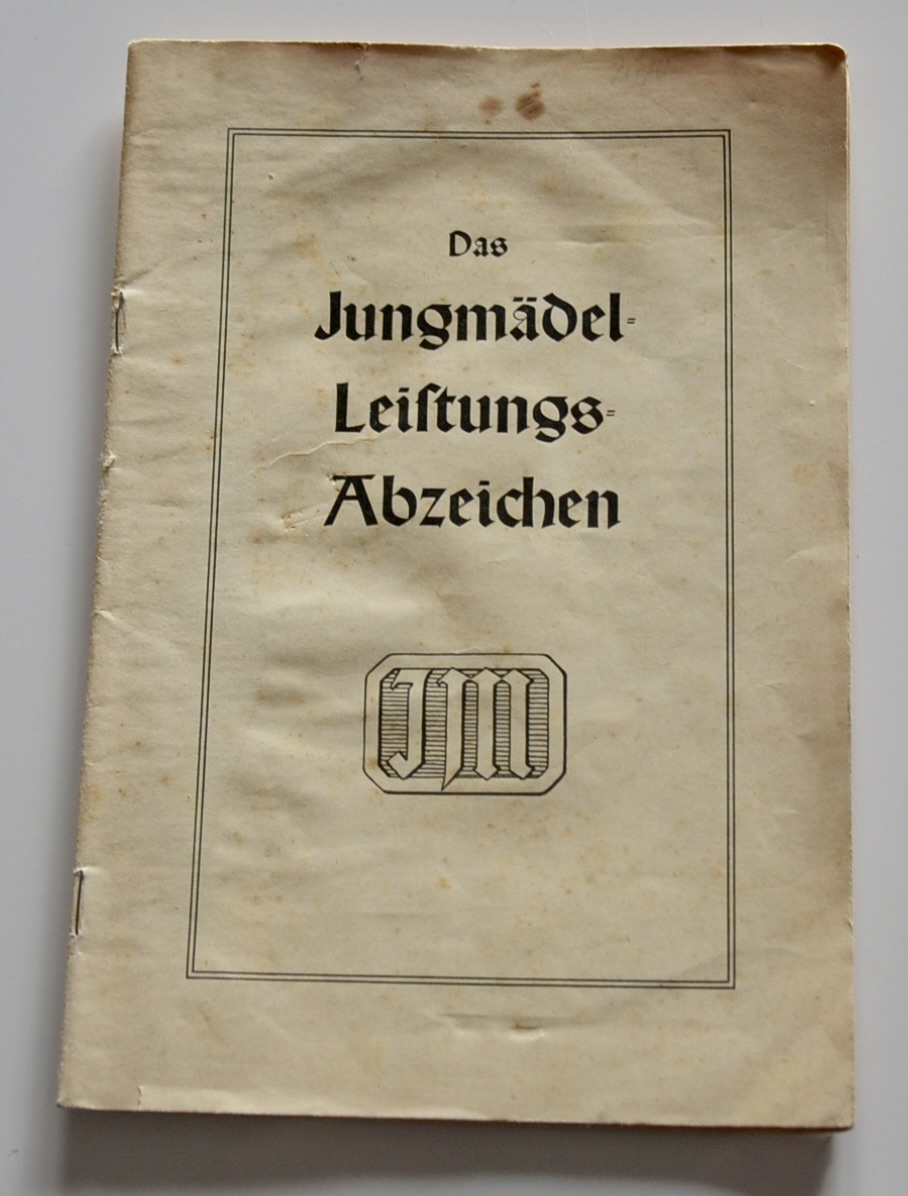 Das
Jungmädel-
Leiſtungs-
Abzeichen
JM